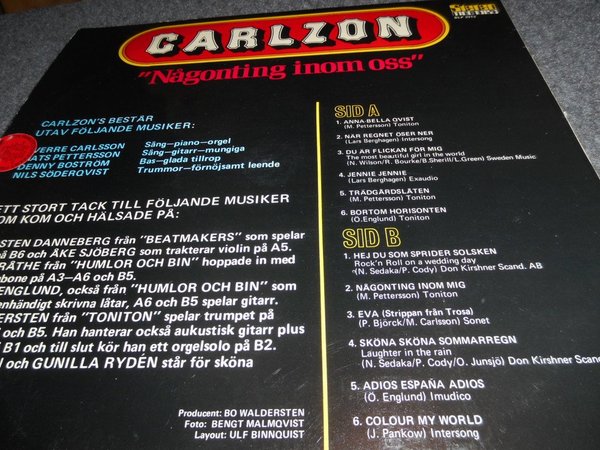 CARLZON
"Någonting inom oss"
STEREO
CARLZON'S BESTÅR
UTAV FÖLJANDE MUSIKER:
VERRE CARLSSON Sång—piano—orgel
MATS PETTERSSON Sång—gitarr—mungiga
DENNY BOSTRÖM Bas—glada tillrop
NILS SÖDERQVIST Trummor—förnöjsamt leende
ETT STORT TACK TILL FÖLJANDE MUSIKER
SOM KOM OCH HÄLSADE PÅ:
DANNEBERG från "BEATMAKERS" som spelar
på B6 och ÅKE SJÖBERG som trakterar violin på A5.
från "HUMLOR OCH BIN" hoppade in med
på A3—A6 och B5.
ENGLUND, också från "HUMLOR OCH BIN" som
skrivna låtar, A6 och B5 spelar gitarr.
från "TONITON" spelar trumpet på
och B5. Han hanterar också aukustisk gitarr plus
B1 och till slut kör han ett orgelsolo på B2.
GUNILLA RYDÉN står för sköna
Producent: BO WALDERSTEN
Foto: BENGT MALMQVIST
Layout: ULF BINNQUIST
SID A
1. ANNA-BELLA QVIST
(M. Pettersson) Toniton
2. NÄR REGNET ÖSER NER
(Lars Berghagen) Intersong
3. DU ÄR FLICKAN FÖR MIG
The most beautiful girl in the world
(N. Wilson/R. Bourke/B.Sherill/L.Green) Sweden Music
4. JENNIE JENNIE
(Lars Berghagen) Exaudio
5. TRÄDGÅRDSLÅTEN
(M. Pettersson) Toniton
6. BORTOM HORISONTEN
(Ö.Englund) Toniton
SID B
1. HEJ DU SOM SPRIDER SOLSKEN
Rock'n Roll on a wedding day
(N. Sedaka/P. Cody) Don Kirshner Scand. AB
2. NÅGONTING INOM MIG
(M. Pettersson) Toniton
3. EVA (Strippan från Trosa)
(P. Björck/M. Carlsson) Sonet
4. SKÖNA SKÖNA SOMMARREGN
Laughter in the rain
(N. Sedaka/P. Cody/O. Junsjö) Don Kirshner Scand.
5. ADIOS ESPAÑA ADIOS
(Ö. Englund) Imudico
6. COLOUR MY WORLD
(J. Pankow) Intersong